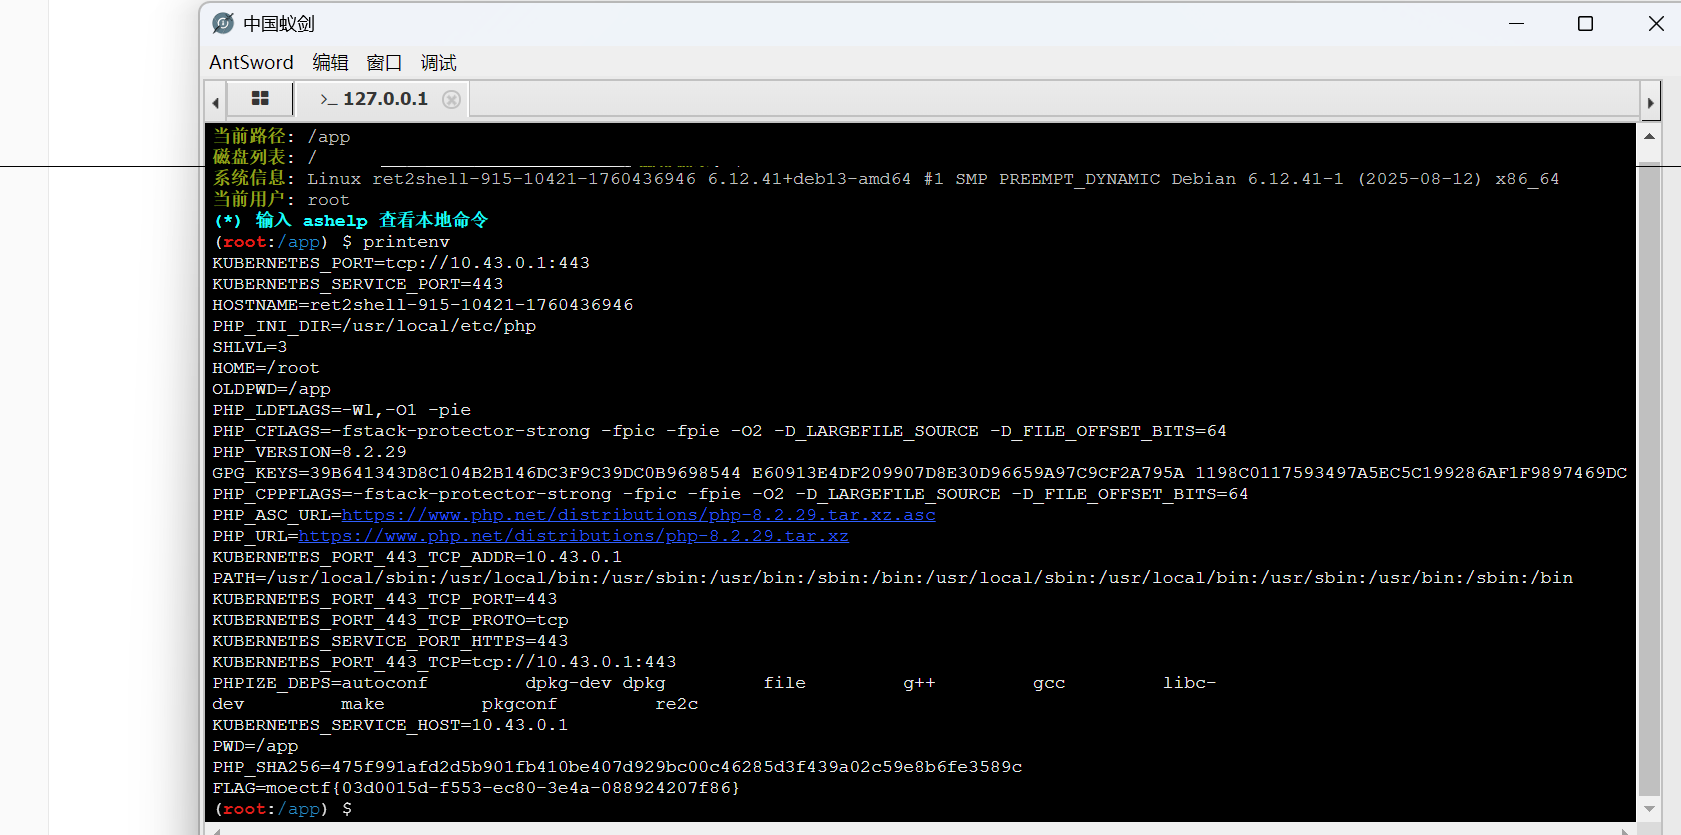 中国蚁剑
AntSword 编辑 窗口 调试
>_ 127.0.0.1
当前路径: /app
磁盘列表: /
系统信息: Linux ret2shell-915-10421-1760436946 6.12.41+deb13-amd64 #1 SMP PREEMPT_DYNAMIC Debian 6.12.41-1 (2025-08-12) x86_64
当前用户: root
(*) 输入 ashelp 查看本地命令
(root:/app) $ printenv
KUBERNETES_PORT=tcp://10.43.0.1:443
KUBERNETES_SERVICE_PORT=443
HOSTNAME=ret2shell-915-10421-1760436946
PHP_INI_DIR=/usr/local/etc/php
SHLVL=3
HOME=/root
OLDPWD=/app
PHP_LDFLAGS=-Wl,-O1 -pie
PHP_CFLAGS=-fstack-protector-strong -fpic -fpie -O2 -D_LARGEFILE_SOURCE -D_FILE_OFFSET_BITS=64
PHP_VERSION=8.2.29
GPG_KEYS=39B641343D8C104B2B146DC3F9C39DC0B9698544 E60913E4DF209907D8E30D96659A97C9CF2A795A 1198C0117593497A5EC5C199286AF1F9897469DC
PHP_CPPFLAGS=-fstack-protector-strong -fpic -fpie -O2 -D_LARGEFILE_SOURCE -D_FILE_OFFSET_BITS=64
PHP_ASC_URL=https://www.php.net/distributions/php-8.2.29.tar.xz.asc
PHP_URL=https://www.php.net/distributions/php-8.2.29.tar.xz
KUBERNETES_PORT_443_TCP_ADDR=10.43.0.1
PATH=/usr/local/sbin:/usr/local/bin:/usr/sbin:/usr/bin:/sbin:/bin:/usr/local/sbin:/usr/local/bin:/usr/sbin:/usr/bin:/sbin:/bin
KUBERNETES_PORT_443_TCP_PORT=443
KUBERNETES_PORT_443_TCP_PROTO=tcp
KUBERNETES_SERVICE_PORT_HTTPS=443
KUBERNETES_PORT_443_TCP=tcp://10.43.0.1:443
PHPIZE_DEPS=autoconf dpkg-dev dpkg file g++ gcc libc-
dev make pkgconf re2c
KUBERNETES_SERVICE_HOST=10.43.0.1
PWD=/app
PHP_SHA256=475f991afd2d5b901fb410be407d929bc00c46285d3f439a02c59e8b6fe3589c
FLAG=moectf{03d0015d-f553-ec80-3e4a-088924207f86}
(root:/app) $